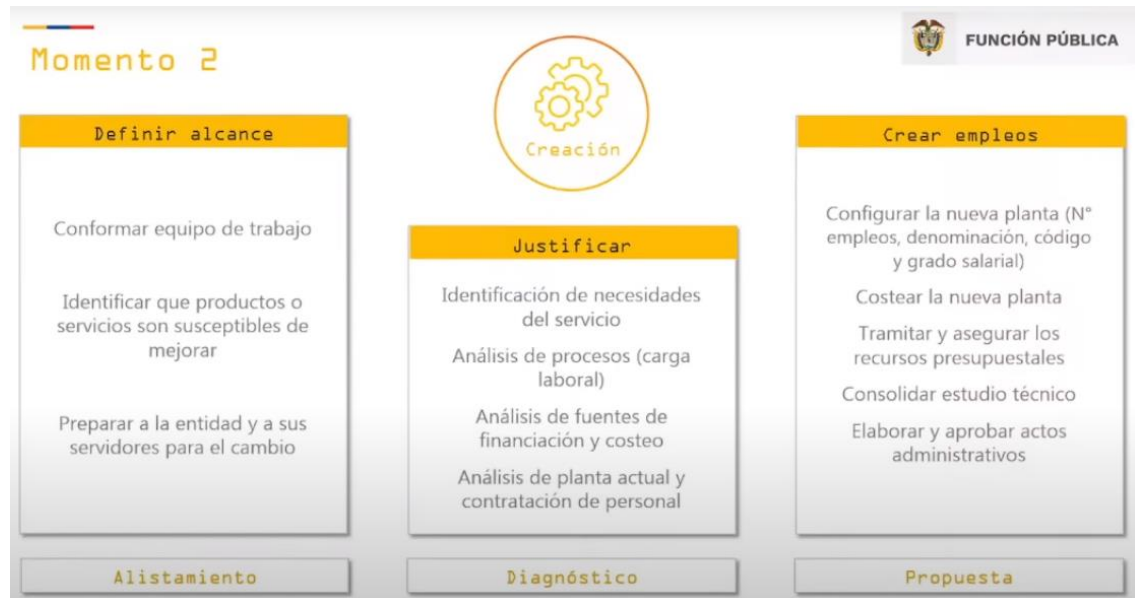 Momento 2
FUNCIÓN PÚBLICA
Creación
Definir alcance
Conformar equipo de trabajo
Identificar que productos o
servicios son susceptibles de
mejorar
Preparar a la entidad y a sus
servidores para el cambio
Alistamiento
Justificar
Identificación de necesidades
del servicio
Análisis de procesos (carga
laboral)
Análisis de fuentes de
financiación y costeo
Análisis de planta actual y
contratación de personal
Diagnóstico
Crear empleos
Configurar la nueva planta (N°
empleos, denominación, código
y grado salarial)
Costear la nueva planta
Tramitar y asegurar los
recursos presupuestales
Consolidar estudio técnico
Elaborar y aprobar actos
administrativos
Propuesta